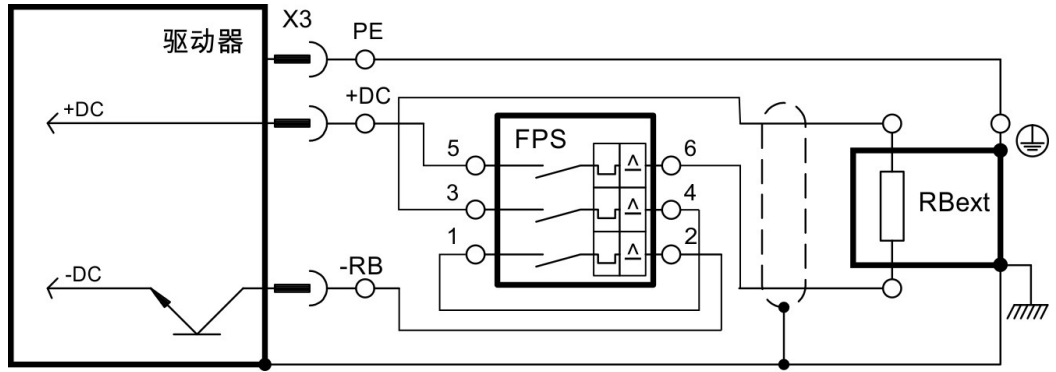 X3
驱动器
PE
+DC
+DC
FPS
5
6
3
4
RBext
1
2
-DC
-RB